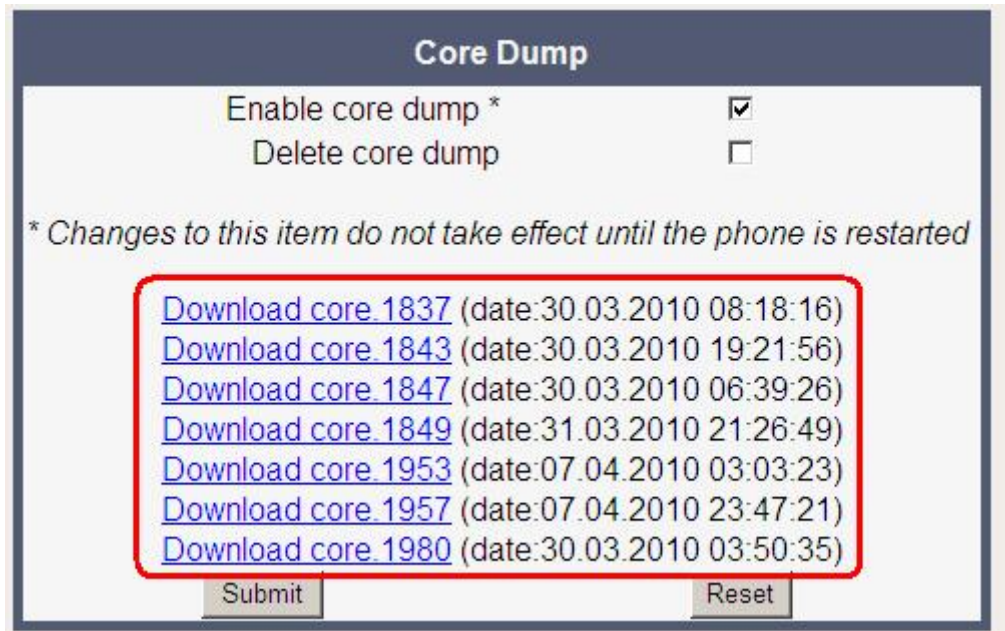 Core Dump
Enable core dump *
Delete core dump
* Changes to this item do not take effect until the phone is restarted
Download core.1837 (date:30.03.2010 08:18:16)
Download core.1843 (date:30.03.2010 19:21:56)
Download core.1847 (date:30.03.2010 06:39:26)
Download core.1849 (date:31.03.2010 21:26:49)
Download core.1953 (date:07.04.2010 03:03:23)
Download core.1957 (date:07.04.2010 23:47:21)
Download core.1980 (date:30.03.2010 03:50:35)
Submit Reset